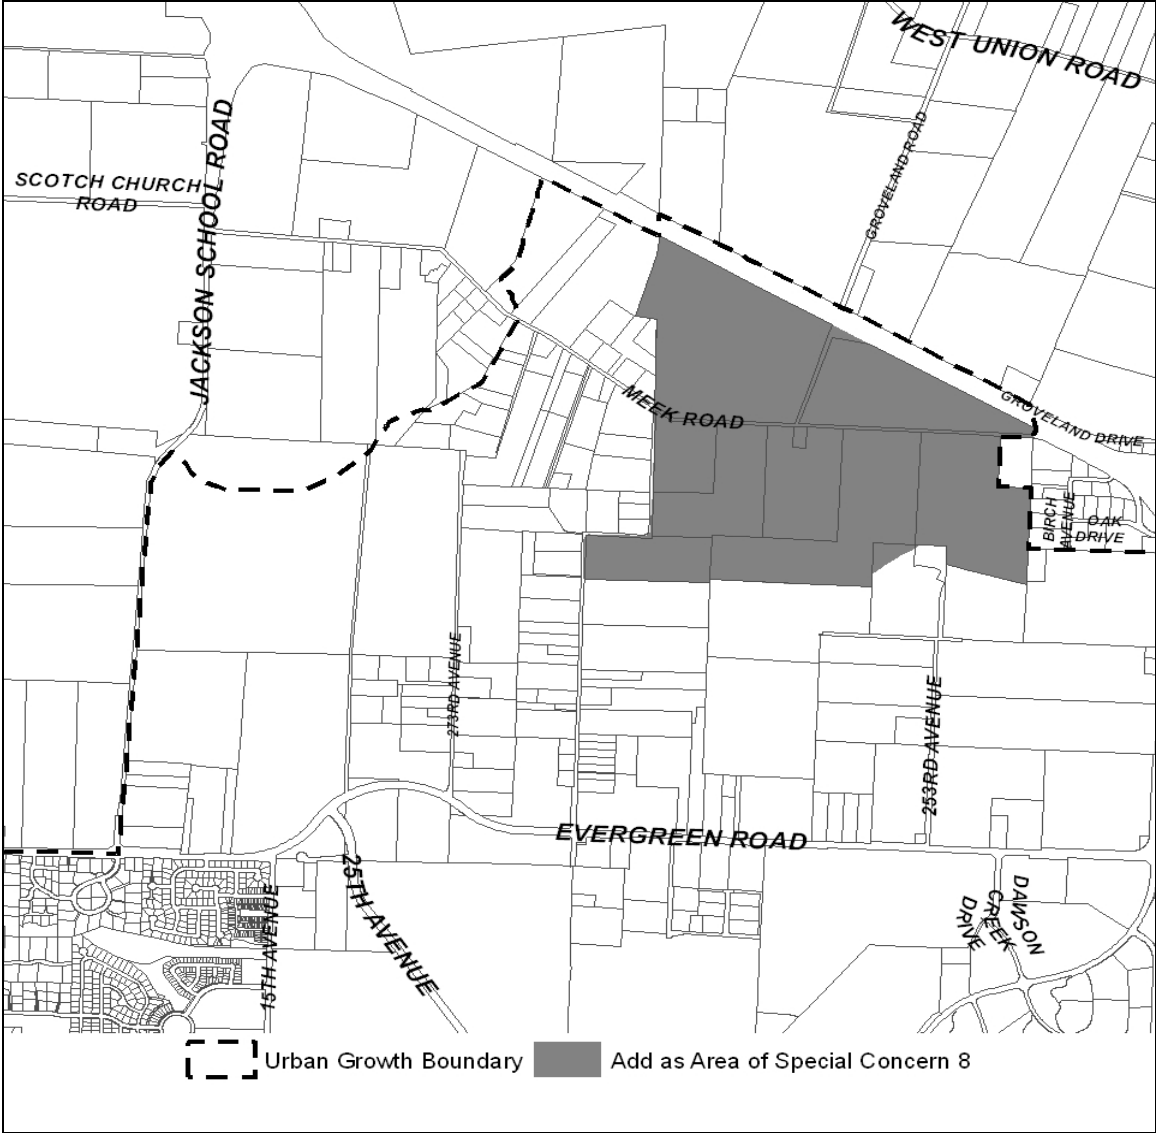 WEST UNION ROAD
GROVELAND ROAD
JACKSON SCHOOL ROAD
SCOTCH CHURCH
ROAD
MEEK ROAD
GROVELAND DRIVE
BIRCH
AVENUE
OAK
DRIVE
273RD AVENUE
253RD AVENUE
EVERGREEN ROAD
25TH AVENUE
15TH AVENUE
DAWSON
CREEK
DRIVE
Urban Growth Boundary
Add as Area of Special Concern 8